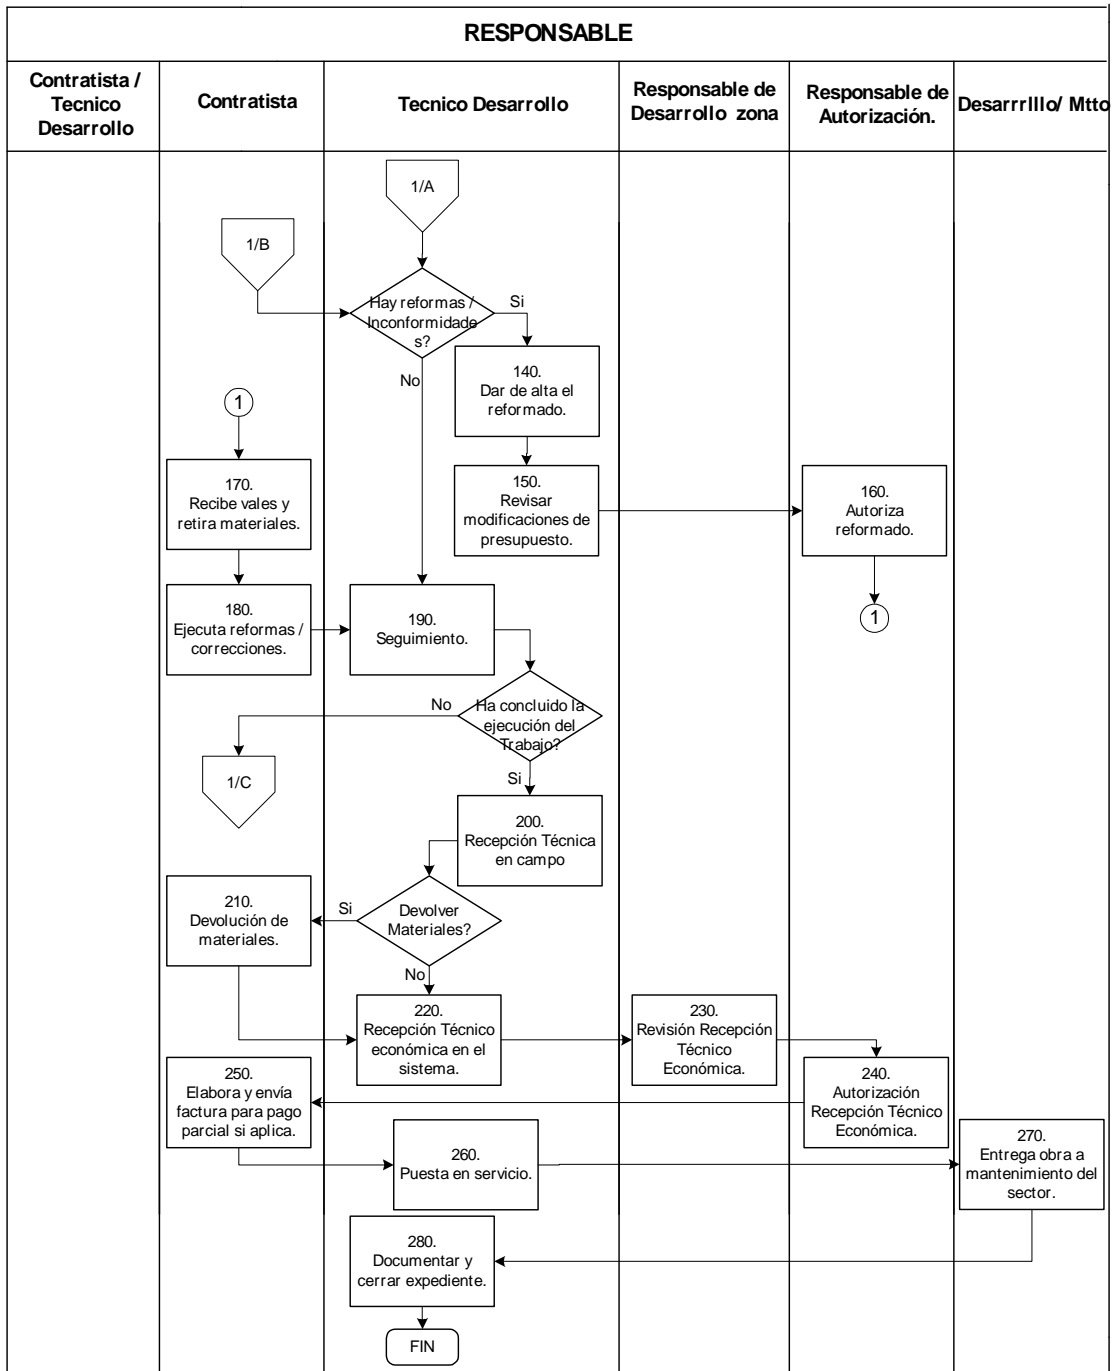 RESPONSABLE
Contratista /
Tecnico
Desarrollo
Contratista
Tecnico Desarrollo
Responsable de
Desarrollo zona
Responsable de
Autorización.
Desarrrlllo/ Mtto
1/A
1/B
Hay reformas /
Inconformidade
s?
Si
No
140.
Dar de alta el
reformado.
1
170.
Recibe vales y
retira materiales.
150.
Revisar
modificaciones de
presupuesto.
160.
Autoriza
reformado.
180.
Ejecuta reformas /
correcciones.
190.
Seguimiento.
1
No
Ha concluido la
ejecución del
Trabajo?
1/C
Si
200.
Recepción Técnica
en campo
210.
Devolución de
materiales.
Si
Devolver
Materiales?
No
220.
Recepción Técnico
económica en el
sistema.
230.
Revisión Recepción
Técnico
Económica.
250.
Elabora y envía
factura para pago
parcial si aplica.
240.
Autorización
Recepción Técnico
Económica.
260.
Puesta en servicio.
270.
Entrega obra a
mantenimiento del
sector.
280.
Documentar y
cerrar expediente.
FIN